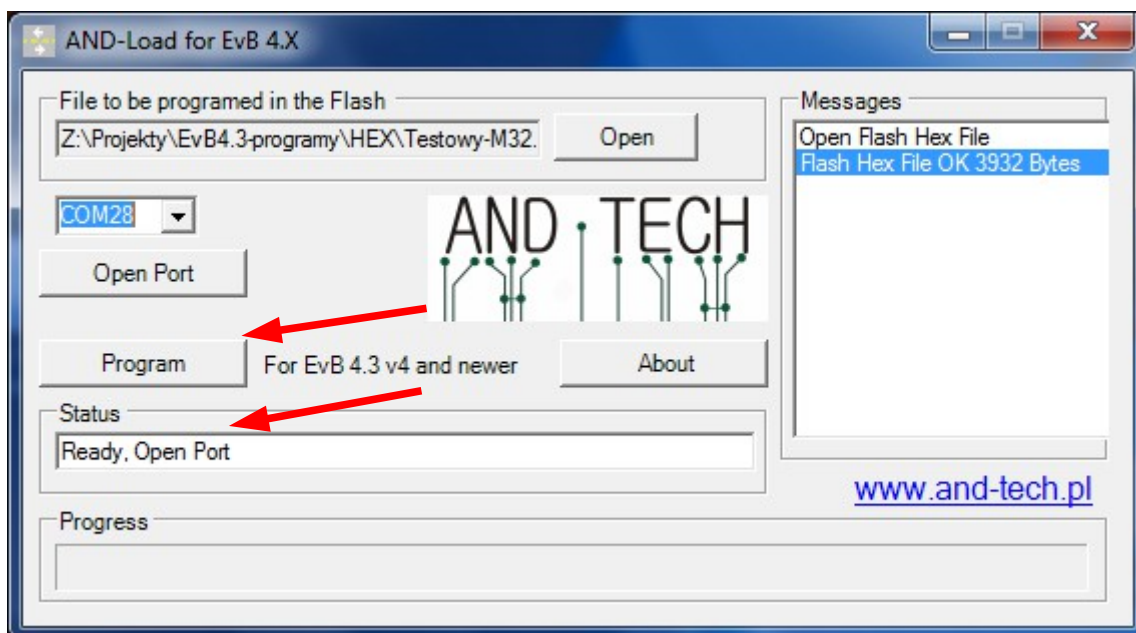 AND-Load for EvB 4.X
File to be programed in the Flash
Z:\Projekty\EvB4.3-programy\HEX\Testowy-M32.
Open
COM28
Open Port
AND TECH
Program
For EvB 4.3 v4 and newer
About
Status
Ready, Open Port
Messages
Open Flash Hex File
Flash Hex File OK 3932 Bytes
www.and-tech.pl
Progress